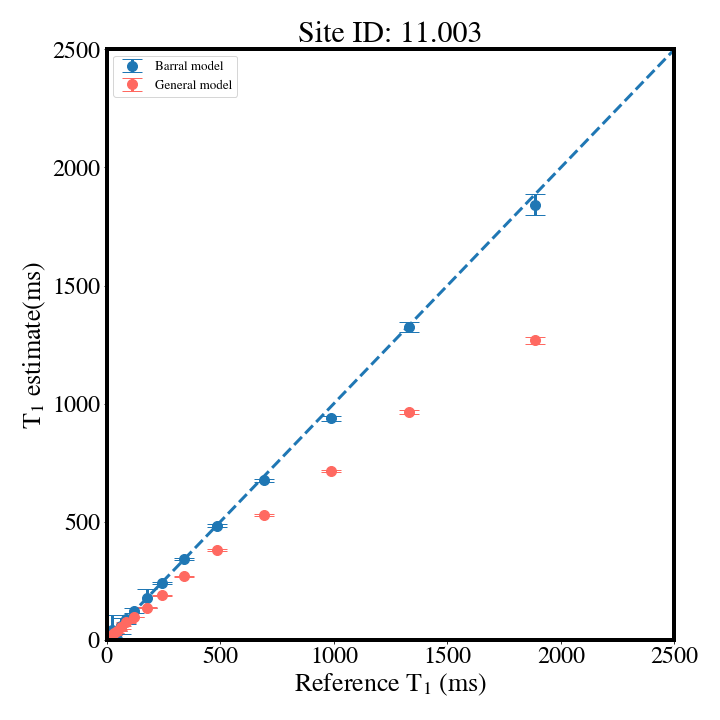 Site ID: 11.003
Barral model
General model
2500
2000
1500
1000
500
0
T₁ estimate(ms)
0 500 1000 1500 2000 2500
Reference T₁ (ms)